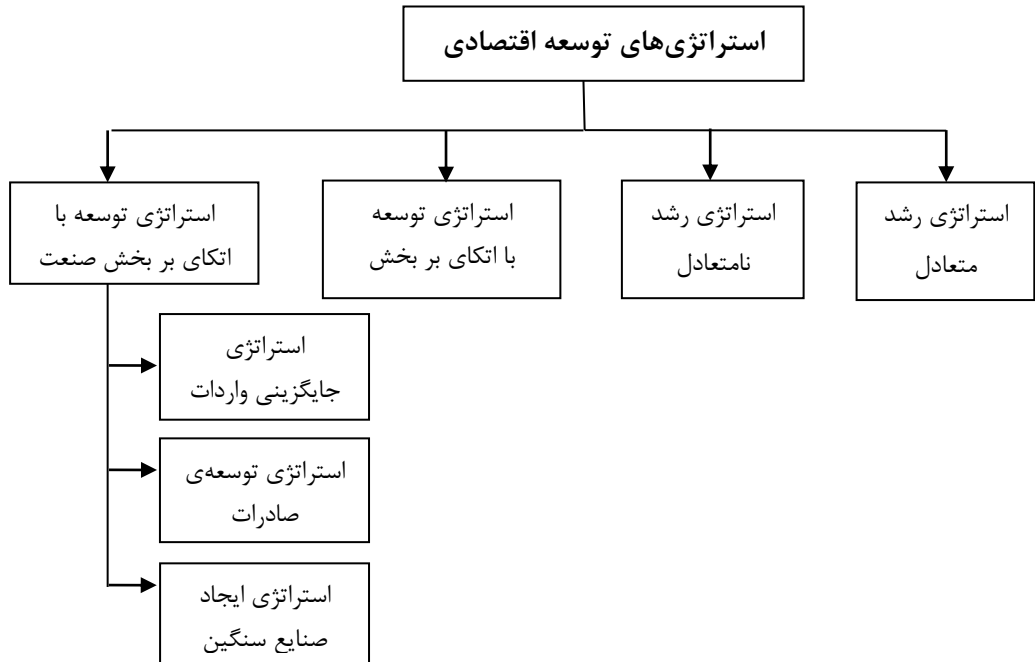 استراتژی‌های توسعه اقتصادی
استراتژی رشد
متعادل
استراتژی رشد
نامتعادل
استراتژی توسعه
با اتکای بر بخش
استراتژی توسعه با
اتکای بر بخش صنعت
استراتژی
جایگزینی واردات
استراتژی توسعه‌ی
صادرات
استراتژی ایجاد
صنایع سنگین